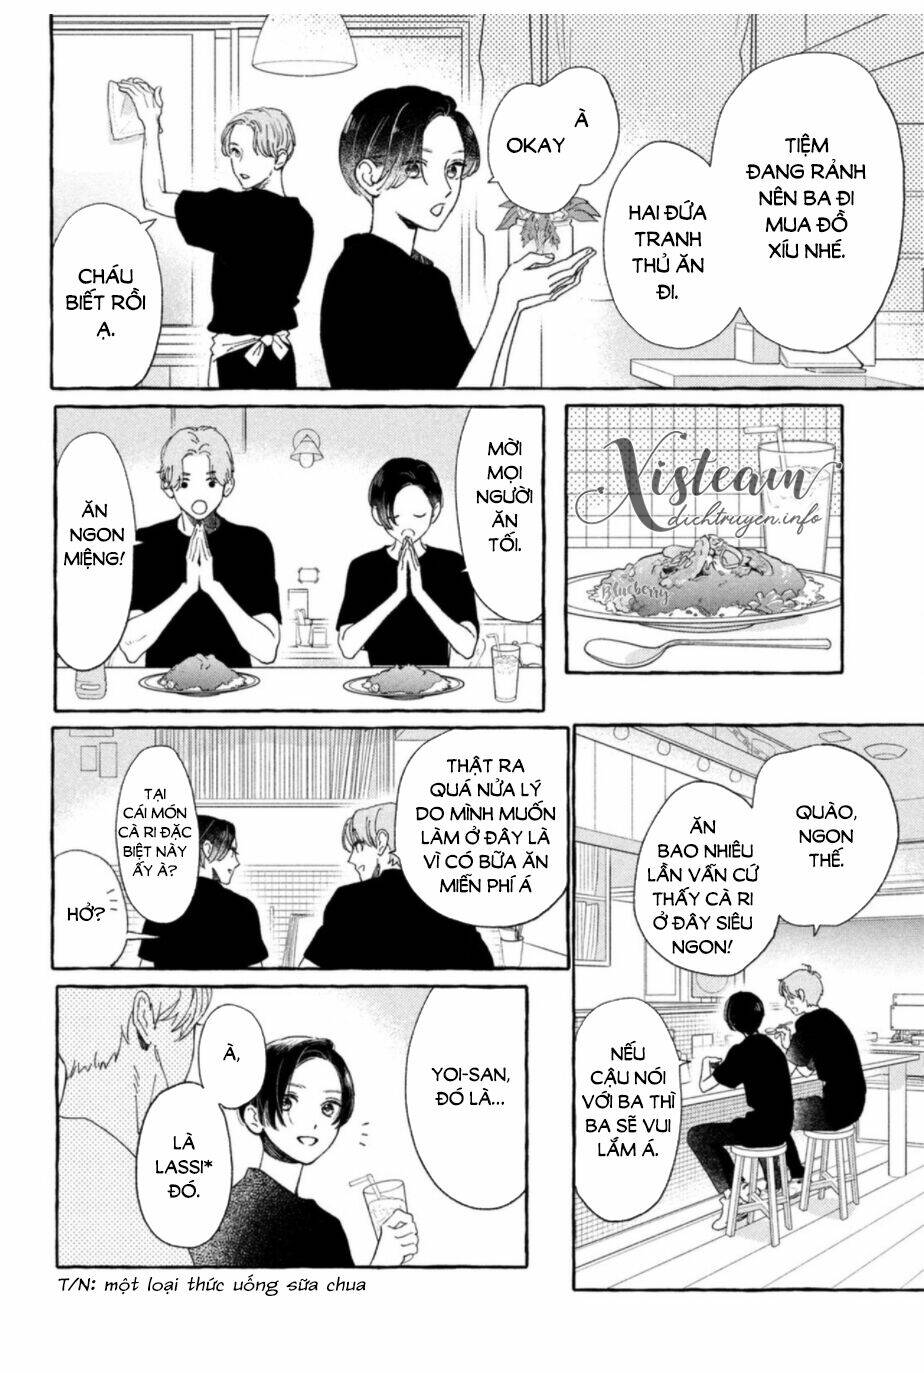 TIỆM
ĐANG RẢNH
NÊN BA ĐI
MUA ĐỒ
XÍU NHÉ.
HAI ĐỨA
TRANH
THỦ ĂN
ĐI.
À
OKAY
CHÁU
BIẾT RỒI
Ạ.
Xisteam
dichtruyen.info
Blueberry
MỜI
MỌI
NGƯỜI
ĂN
TỐI.
ĂN
NGON
MIỆNG!
QUÀO,
NGON
THẾ.
ĂN
BAO NHIÊU
LẦN VẪN CỨ
THẤY CÀ RI
Ở ĐÂY SIÊU
NGON!
NẾU
CẬU NÓI
VỚI BA THÌ
BA SẼ VUI
LẮM Á.
THẬT RA
QUÁ NỬA LÝ
DO MÌNH MUỐN
LÀM Ở ĐÂY LÀ
VÌ CÓ BỮA ĂN
MIẾN PHÍ Á
TẠI
CÁI MÓN
CÀ RI ĐẶC
BIỆT NÀY
ẤY À?
HỞ?
YOI-SAN,
ĐÓ LÀ...
À,
LÀ
LASSI*
ĐÓ.
T/N: một loại thức uống sữa chua